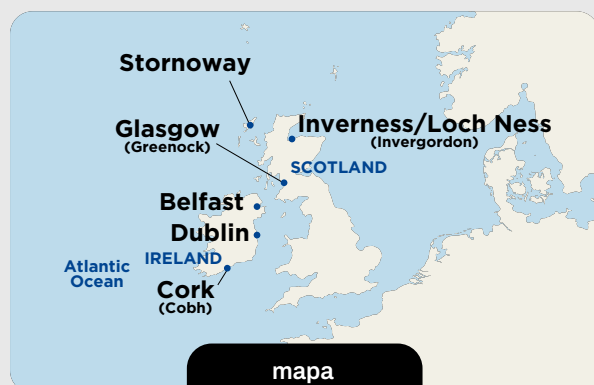 Stornoway
Glasgow
(Greenock)
Inverness/Loch Ness
(Invergordon)
SCOTLAND
Belfast
Dublin
IRELAND
Atlantic
Ocean
Cork
(Cobh)
mapa